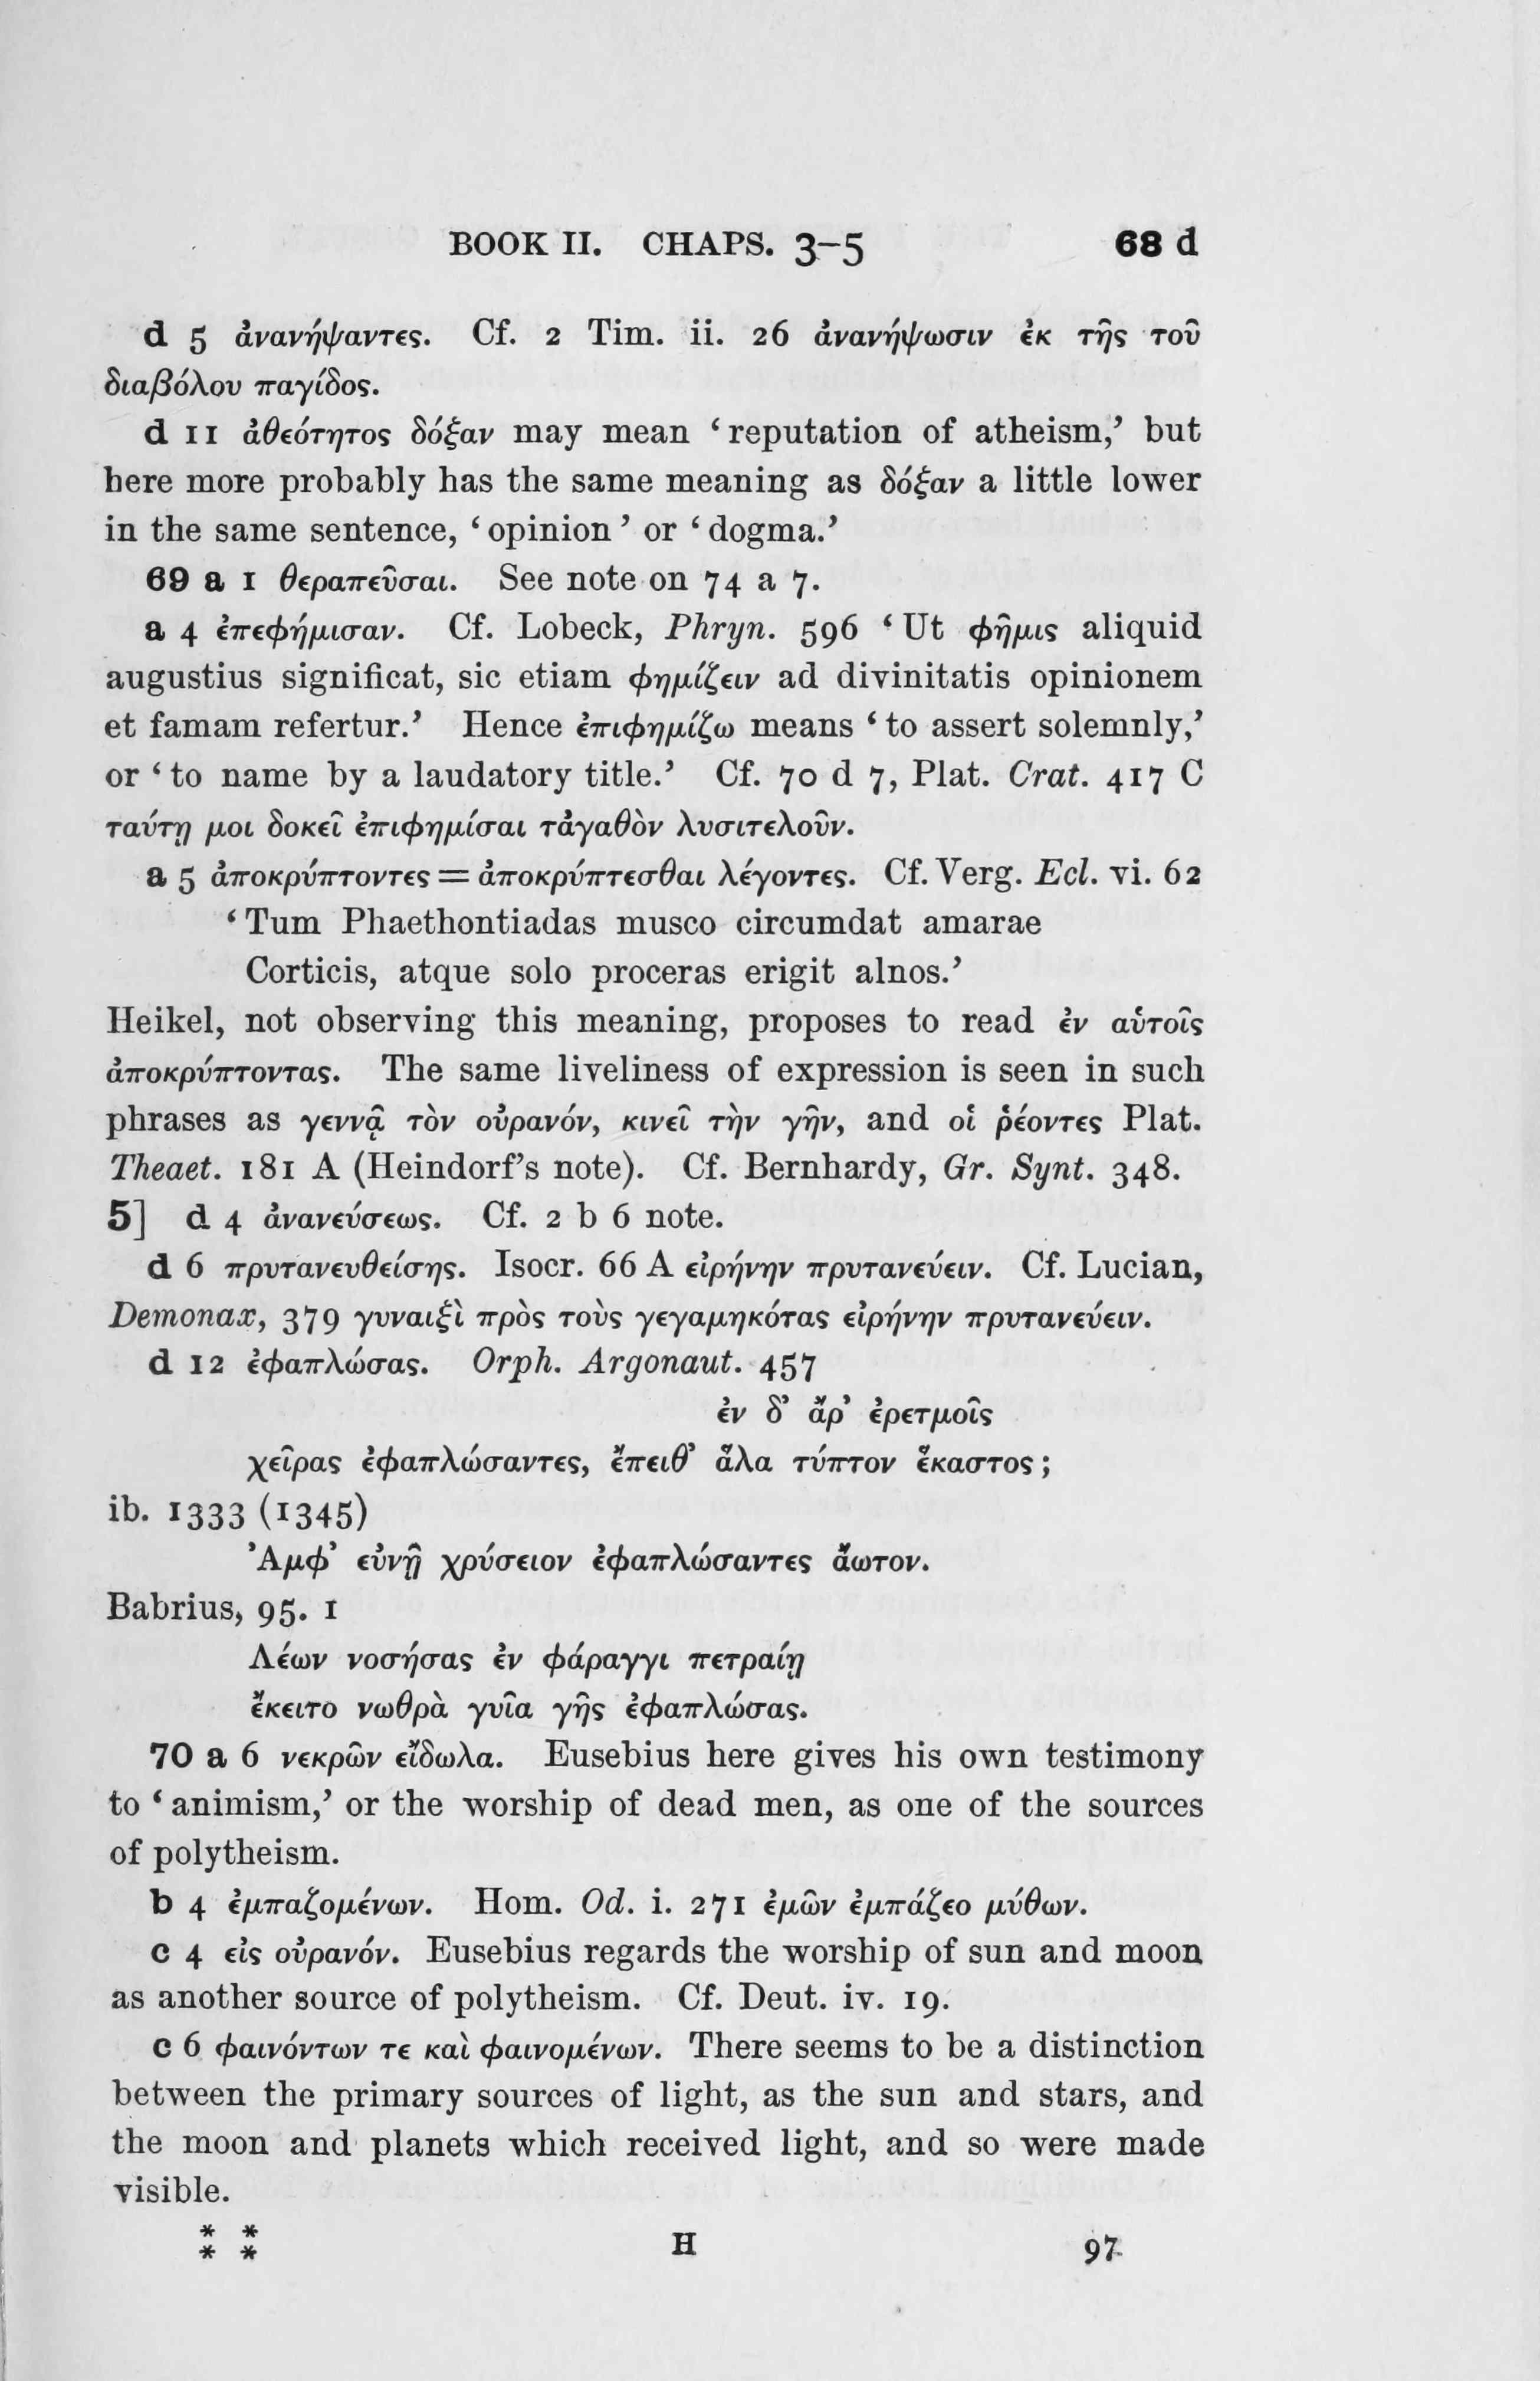 BOOK II. CHAPS. 3–5 68 d
d 5 ἀνανήψαντες. Cf. 2 Tim. ii. 26 ἀνανήψωσιν ἐκ τῆς τοῦ
διαβόλου παγίδος.
d 11 ἀθεότητος δόξαν may mean ‘reputation of atheism,’ but
here more probably has the same meaning as δόξαν a little lower
in the same sentence, ‘opinion’ or ‘dogma.’
69 a 1 θεραπεῦσαι. See note on 74 a 7.
a 4 ἐπεφήμισαν. Cf. Lobeck, Phryn. 596 ‘Ut φῆμις aliquid
augustius significat, sic etiam φημίζειν ad divinitatis opinionem
et famam refertur.’ Hence ἐπιφημίζω means ‘to assert solemnly,’
or ‘to name by a laudatory title.’ Cf. 70 d 7, Plat. Crat. 417 C
ταύτῃ μοι δοκεῖ ἐπιφημίσαι τἀγαθὸν λυσιτελοῦν.
a 5 ἀποκρύπτοντες = ἀποκρύπτεσθαι λέγοντες. Cf. Verg. Ecl. vi. 62
‘Tum Phaethontiadas musco circumdat amarae
Corticis, atque solo proceras erigit alnos.’
Heikel, not observing this meaning, proposes to read ἐν αὑτοῖς
ἀποκρύπτοντας. The same liveliness of expression is seen in such
phrases as γεννᾷ τὸν οὐρανόν, κινεῖ τὴν γῆν, and οἱ ῥέοντες Plat.
Theaet. 181 A (Heindorf’s note). Cf. Bernhardy, Gr. Synt. 348.
5] d 4 ἀνανεύσεως. Cf. 2 b 6 note.
d 6 πρυτανευθείσης. Isocr. 66 A εἰρήνην πρυτανεύειν. Cf. Lucian,
Demonax, 379 γυναιξὶ πρὸς τοὺς γεγαμηκότας εἰρήνην πρυτανεύειν.
d 12 ἐφαπλώσας. Orph. Argonaut. 457
ἐν δ’ ἄρ’ ἐρετμοῖς
χεῖρας ἐφαπλώσαντες, ἔπειθ’ ἅλα τύπτον ἕκαστος;
ib. 1333 (1345)
Ἀμφ’ εὐνῇ χρύσειον ἐφαπλώσαντες ἄωτον.
Babrius, 95. 1
Λέων νοσήσας ἐν φάραγγι πετραίῃ
ἔκειτο νωθρὰ γυῖα γῆς ἐφαπλώσας.
70 a 6 νεκρῶν εἴδωλα. Eusebius here gives his own testimony
to ‘animism,’ or the worship of dead men, as one of the sources
of polytheism.
b 4 ἐμπαζομένων. Hom. Od. i. 271 ἐμῶν ἐμπάζεο μύθων.
c 4 εἰς οὐρανόν. Eusebius regards the worship of sun and moon
as another source of polytheism. Cf. Deut. iv. 19.
c 6 φαινόντων τε καὶ φαινομένων. There seems to be a distinction
between the primary sources of light, as the sun and stars, and
the moon and planets which received light, and so were made
visible.
* *
* * H 97